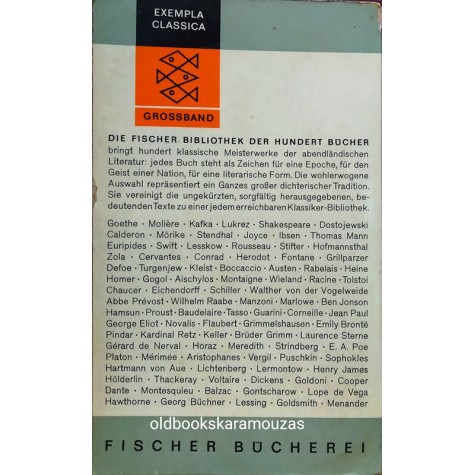 EXEMPLA
CLASSICA
GROSSBAND
DIE FISCHER BIBLIOTHEK DER HUNDERT BÜCHER
bringt hundert klassische Meisterwerke der abendländischen
Literatur: jedes Buch steht als Zeichen für eine Epoche, für den
Geist einer Nation, für eine literarische Form. Die wohlerwogene
Auswahl repräsentiert ein Ganzes großer dichterischer Tradition.
Sie vereinigt die ungekürzten, sorgfältig herausgegebenen, be-
deutenden Texte zu einer jedem erreichbaren Klassiker-Bibliothek.
Goethe · Molière · Kafka · Lukrez · Shakespeare · Dostojewski
Calderon · Mörike · Stendhal · Joyce · Ibsen · Thomas Mann
Euripides · Swift · Lesskow · Rousseau · Stifter · Hofmannsthal
Zola · Cervantes · Conrad · Herodot · Fontane · Grillparzer
Defoe · Turgenjew · Kleist · Boccaccio · Austen · Rabelais · Heine
Homer · Gogol · Aischylos · Montaigne · Wieland · Racine · Tolstoi
Chaucer · Eichendorff · Schiller · Walther von der Vogelweide
Abbe Prévost · Wilhelm Raabe · Manzoni · Marlowe · Ben Jonson
Hamsun · Proust · Baudelaire · Tasso · Guarini · Corneille · Jean Paul
George Eliot · Novalis · Flaubert · Grimmelshausen · Emily Brontë
Pindar · Kardinal Retz · Keller · Brüder Grimm · Laurence Sterne
Gérard de Nerval · Horaz · Meredith · Strindberg · E. A. Poe
Platon · Mérimée · Aristophanes · Vergil · Puschkin · Sophokles
Hartmann von Aue · Lichtenberg · Lermontow · Henry James
Hölderlin · Thackeray · Voltaire · Dickens · Goldoni · Cooper
Dante · Montesquieu · Balzac · Gontscharow · Lope de Vega
Hawthorne · Georg Büchner · Lessing · Goldsmith · Menander
oldbookskaramouzas
FISCHER BÜCHEREI